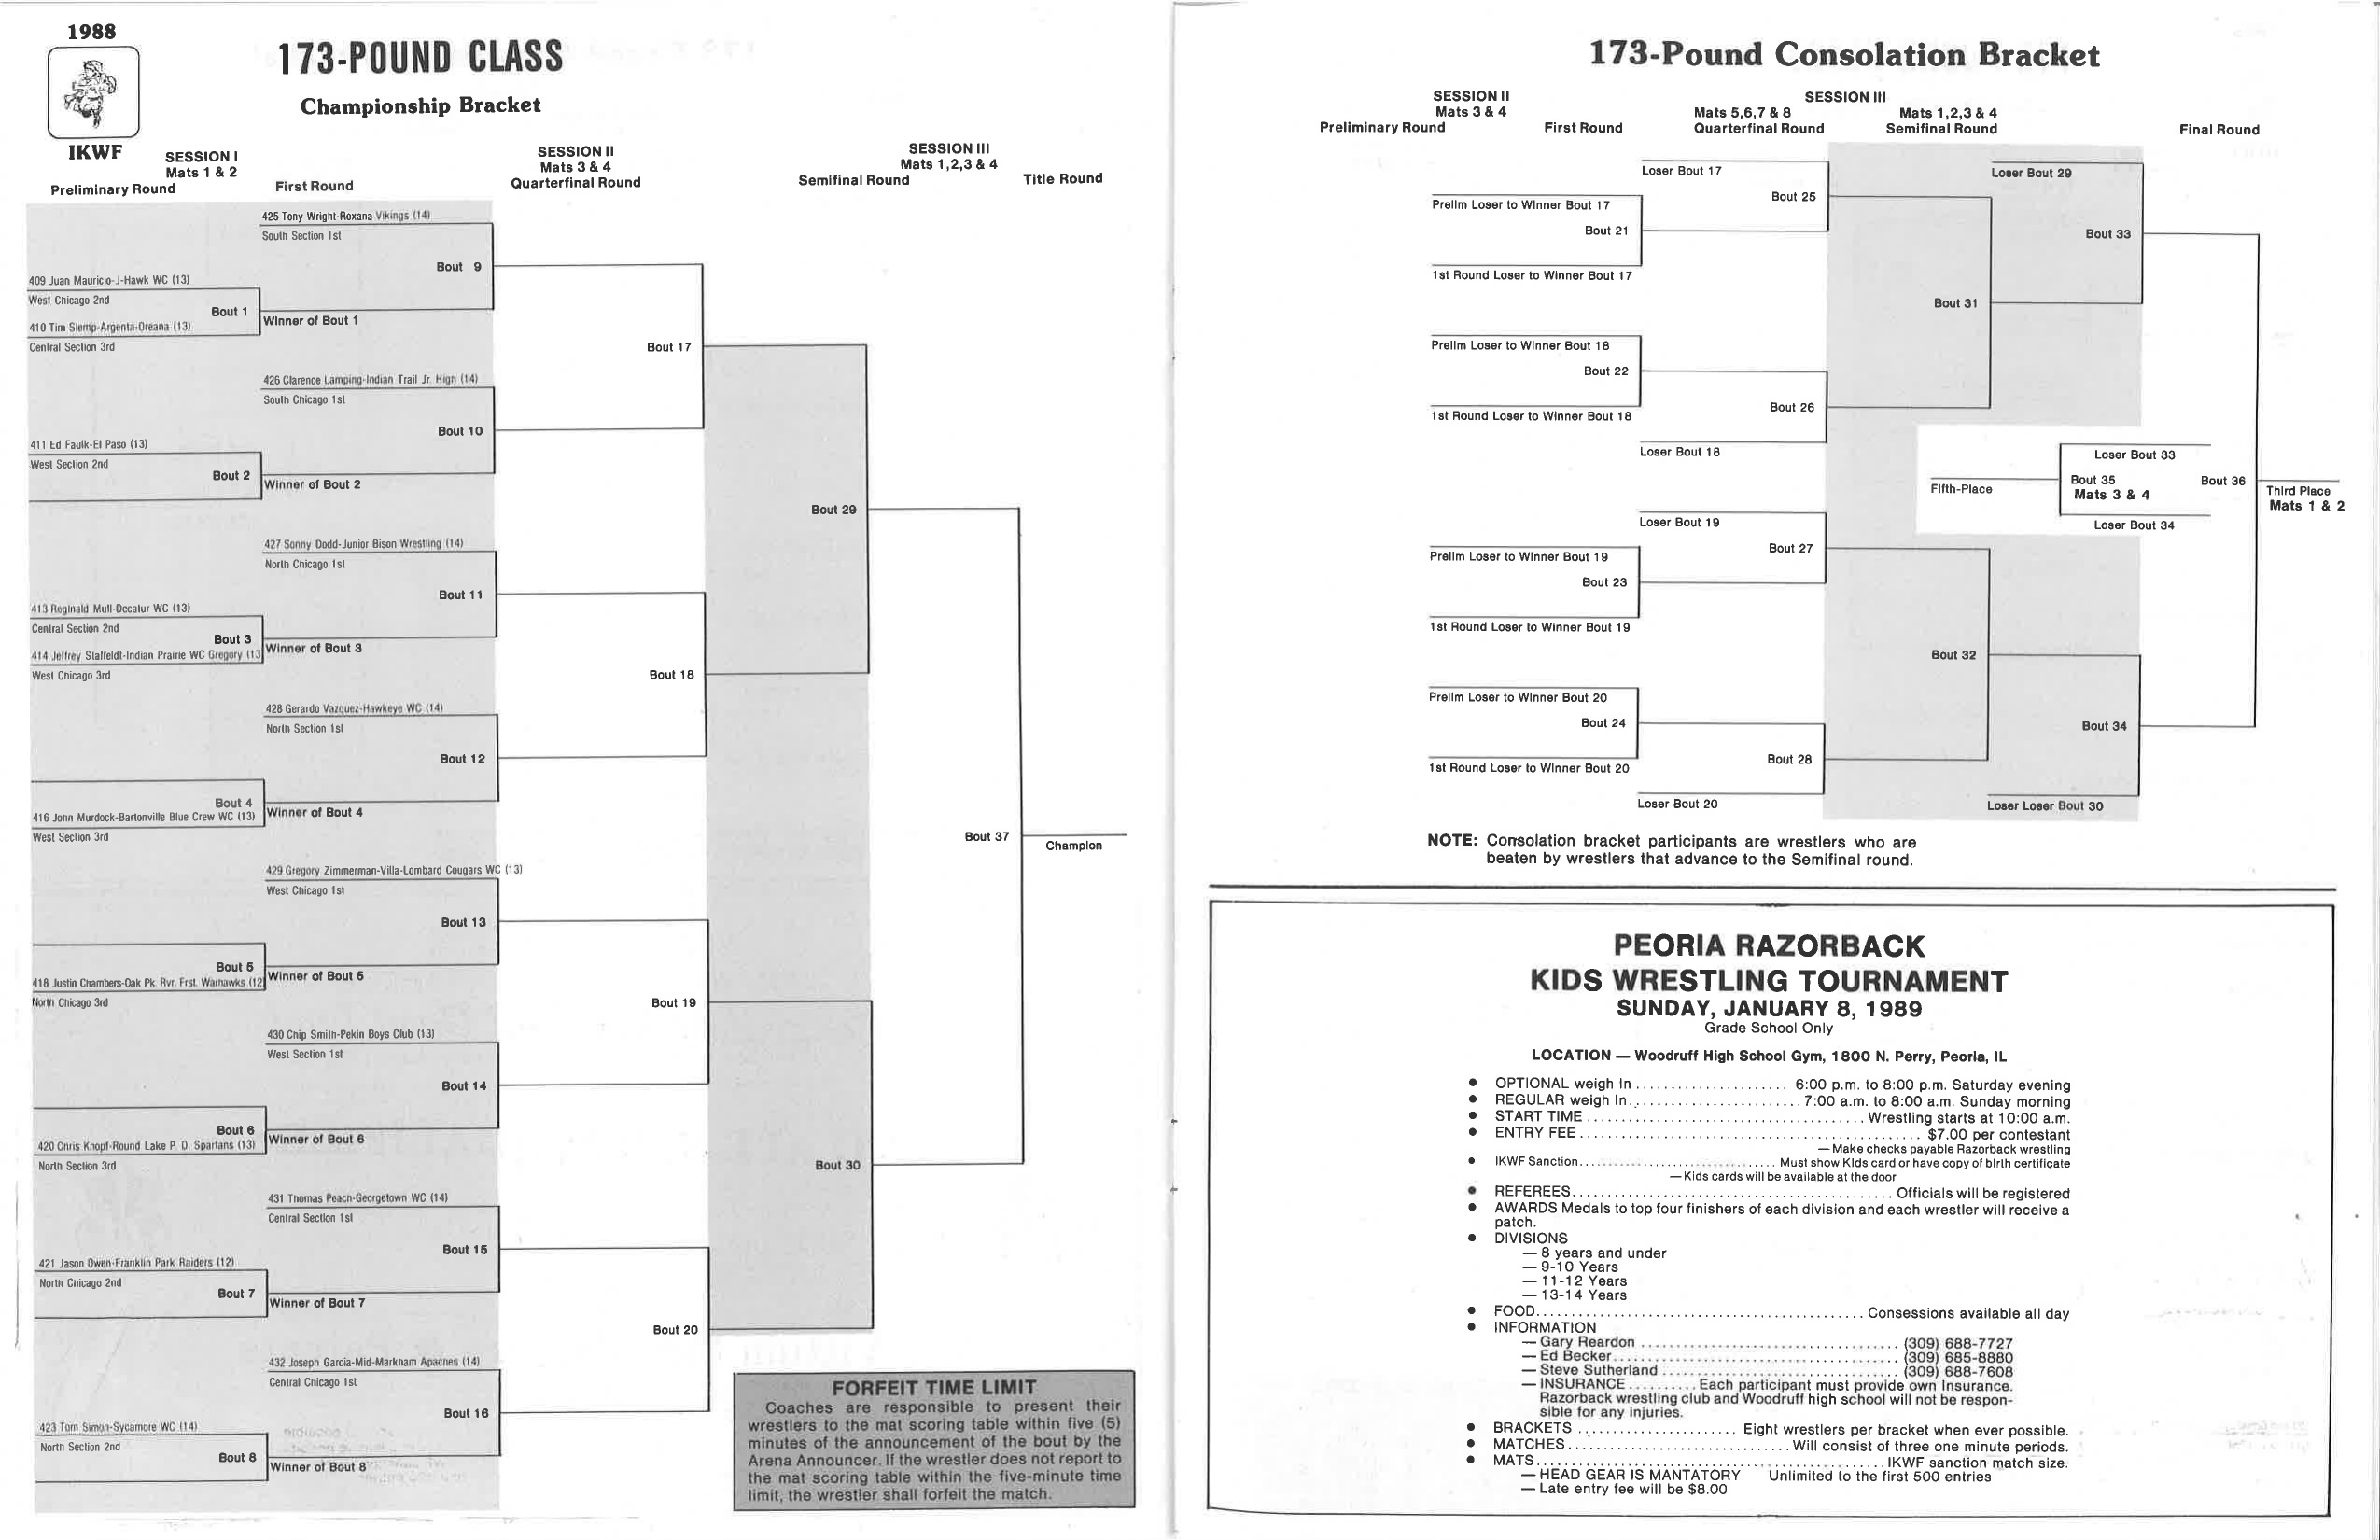 1988
IKWF
173-POUND CLASS
Championship Bracket
SESSION I
Mats 1 & 2
Preliminary Round
First Round
SESSION II
Mats 3 & 4
Quarterfinal Round
SESSION III
Mats 1,2,3 & 4
Semifinal Round
Title Round
425 Tony Wright-Roxana Vikings (14)
South Section 1st
Bout 9
409 Juan Mauricio-J-Hawk WC (13)
West Chicago 2nd
Bout 1
Winner of Bout 1
410 Tim Slemp-Argenta-Oreana (13)
Central Section 3rd
Bout 17
426 Clarence Lamping-Indian Trail Jr. High (14)
South Chicago 1st
Bout 10
411 Ed Faulk-El Paso (13)
West Section 2nd
Bout 2
Winner of Bout 2
Bout 29
427 Sonny Dodd-Junior Bison Wrestling (14)
North Chicago 1st
Bout 11
413 Reginald Mull-Decatur WC (13)
Central Section 2nd
Bout 3
Winner of Bout 3
414 Jeffrey Stalfeldt-Indian Prairie WC Gregory (13
West Chicago 3rd
Bout 18
428 Gerardo Vazquez-Hawkeye WC (14)
North Section 1st
Bout 12
Bout 4
Winner of Bout 4
416 John Murdock-Bartonville Blue Crew WC (13)
West Section 3rd
Bout 37
Champion
429 Gregory Zimmerman-Villa-Lombard Cougars WC (13)
West Chicago 1st
Bout 13
Bout 5
Winner of Bout 5
418 Justin Chambers-Oak Pk. Rvr. Frst. Warhawks (12
North Chicago 3rd
Bout 19
430 Chip Smith-Pekin Boys Club (13)
West Section 1st
Bout 14
Bout 6
Winner of Bout 6
420 Chris Knopf-Round Lake P. D. Spartans (13)
North Section 3rd
Bout 30
431 Thomas Peach-Georgetown WC (14)
Central Section 1st
Bout 15
421 Jason Owen-Franklin Park Raiders (12)
North Chicago 2nd
Bout 7
Winner of Bout 7
Bout 20
432 Joseph Garcia-Mid-Markham Apaches (14)
Central Chicago 1st
Bout 16
423 Tom Simon-Sycamore WC (14)
North Section 2nd
Bout 8
Winner of Bout 8
FORFEIT TIME LIMIT
Coaches are responsible to present their
wrestlers to the mat scoring table within five (5)
minutes of the announcement of the bout by the
Arena Announcer. If the wrestler does not report to
the mat scoring table within the five-minute time
limit, the wrestler shall forfeit the match.
173-Pound Consolation Bracket
SESSION II
Mats 3 & 4
Preliminary Round
First Round
SESSION III
Mats 5,6,7 & 8
Quarterfinal Round
Mats 1,2,3 & 4
Semifinal Round
Final Round
Loser Bout 17
Loser Bout 29
Bout 25
Prelim Loser to Winner Bout 17
Bout 21
1st Round Loser to Winner Bout 17
Bout 33
Bout 31
Prelim Loser to Winner Bout 18
Bout 22
1st Round Loser to Winner Bout 18
Bout 26
Loser Bout 18
Loser Bout 33
Fifth-Place
Bout 35
Mats 3 & 4
Loser Bout 34
Bout 36
Third Place
Mats 1 & 2
Loser Bout 19
Bout 27
Prelim Loser to Winner Bout 19
Bout 23
1st Round Loser to Winner Bout 19
Bout 32
Prelim Loser to Winner Bout 20
Bout 24
1st Round Loser to Winner Bout 20
Bout 28
Loser Bout 20
Bout 34
Loser Loser Bout 30
NOTE: Consolation bracket participants are wrestlers who are
beaten by wrestlers that advance to the Semifinal round.
PEORIA RAZORBACK
KIDS WRESTLING TOURNAMENT
SUNDAY, JANUARY 8, 1989
Grade School Only
LOCATION — Woodruff High School Gym, 1800 N. Perry, Peoria, IL
● OPTIONAL weigh in ...................... 6:00 p.m. to 8:00 p.m. Saturday evening
● REGULAR weigh in......................... 7:00 a.m. to 8:00 a.m. Sunday morning
● START TIME ........................................ Wrestling starts at 10:00 a.m.
● ENTRY FEE................................................. $7.00 per contestant
— Make checks payable Razorback wrestling
● IKWF Sanction................................. Must show Kids card or have copy of birth certificate
— Kids cards will be available at the door
● REFEREES.............................................. Officials will be registered
● AWARDS Medals to top four finishers of each division and each wrestler will receive a
patch.
● DIVISIONS
— 8 years and under
— 9-10 Years
— 11-12 Years
— 13-14 Years
● FOOD............................................... Consessions available all day
● INFORMATION
— Gary Reardon ..................................... (309) 688-7727
— Ed Becker......................................... (309) 685-8880
— Steve Sutherland .................................. (309) 688-7608
— INSURANCE .......... Each participant must provide own Insurance.
Razorback wrestling club and Woodruff high school will not be respon-
sible for any injuries.
● BRACKETS ....................... Eight wrestlers per bracket when ever possible.
● MATCHES................................ Will consist of three one minute periods.
● MATS.................................................. IKWF sanction match size.
— HEAD GEAR IS MANTATORY Unlimited to the first 500 entries
— Late entry fee will be $8.00